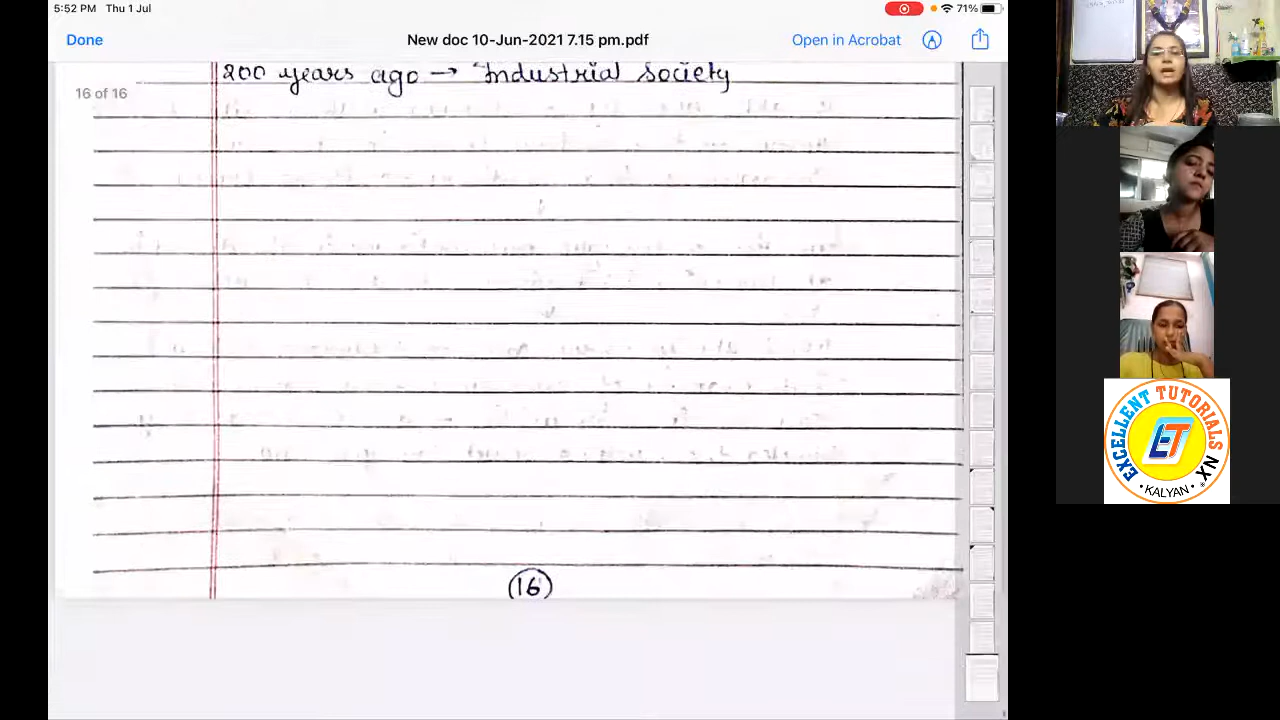 5:52 PM Thu 1 Jul
71%
Done
New doc 10-Jun-2021 7.15 pm.pdf
Open in Acrobat
200 years ago → Industrial Society
16 of 16
16
EXCELLENT TUTORIALS NX
ET
• KALYAN •